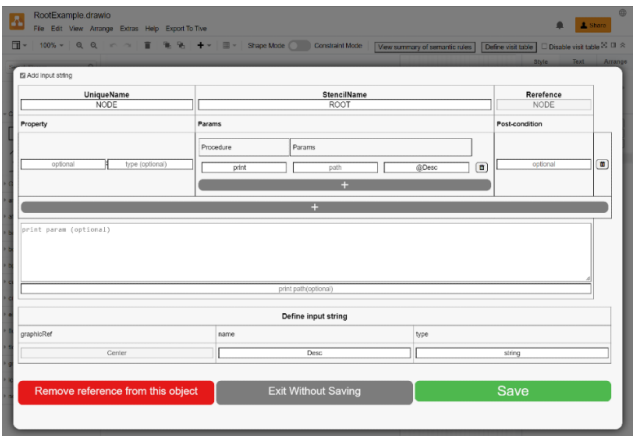 RootExample.drawio
File Edit View Arrange Extras Help Export To Tive
Share
100% Shape Mode Constraint Mode View summary of semantic rules Define visit table Disable visit table
Style Text Arrange
Add input string
UniqueName StencilName Rerefence
NODE ROOT NODE
Property Params Post-condition
Procedure Params
optional : type (optional) print path @Desc optional
+
+
print param (optional)
print path(optional)
Define input string
graphicRef name type
Center Desc string
Remove reference from this object Exit Without Saving Save